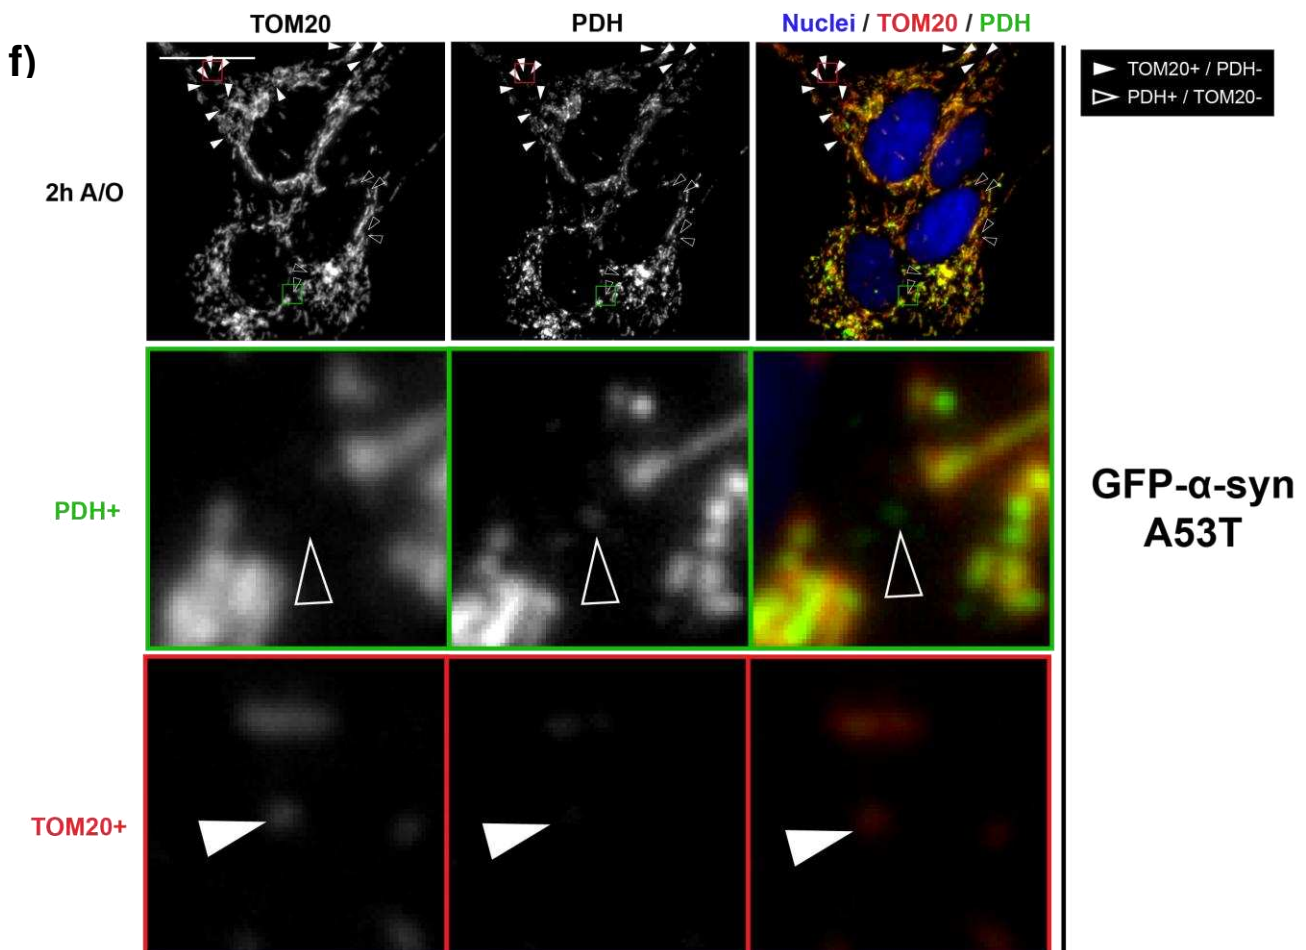 f)
TOM20
PDH
Nuclei / TOM20 / PDH
TOM20+ / PDH-
PDH+ / TOM20-
2h A/O
PDH+
TOM20+
GFP-α-syn
A53T